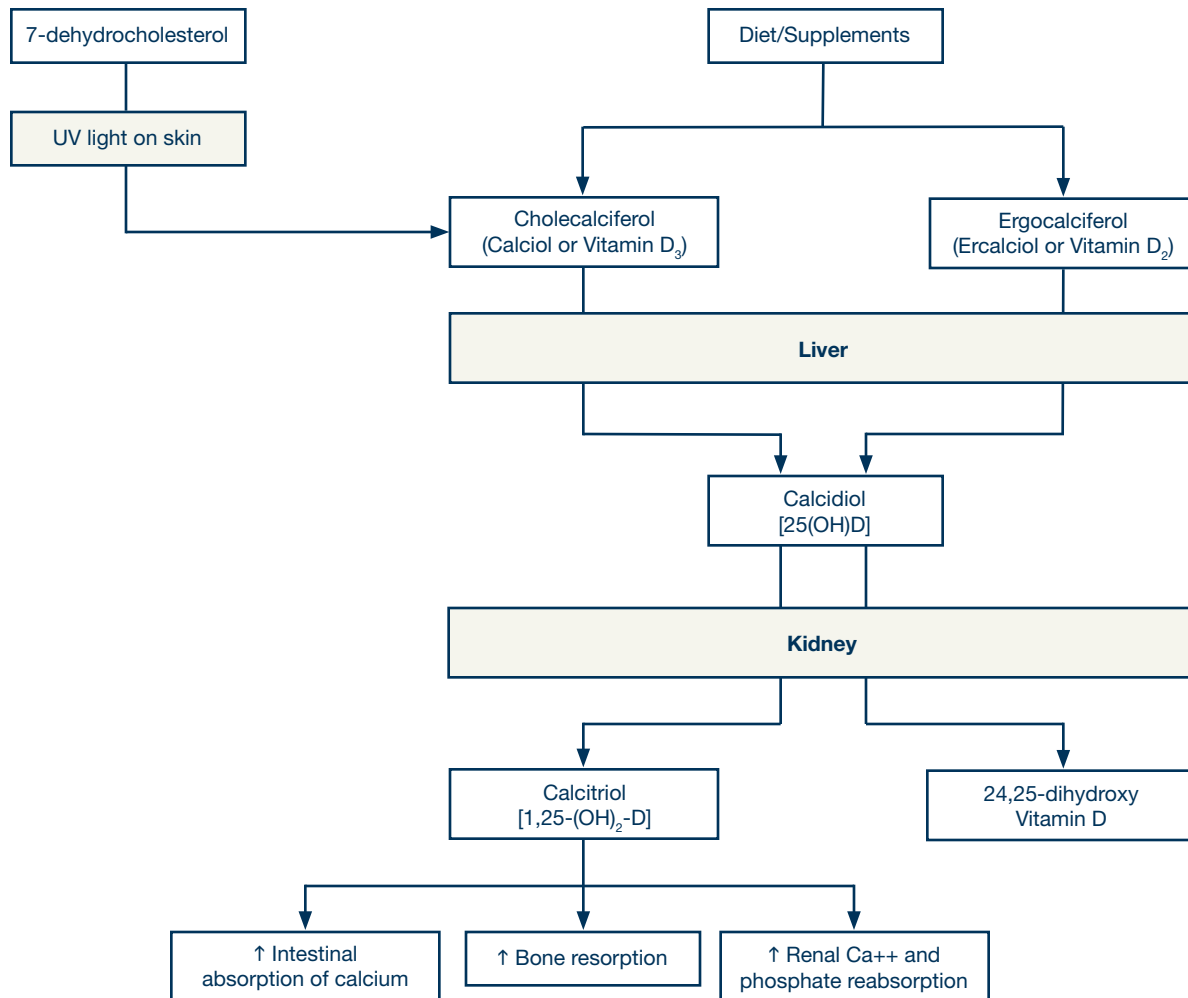 7-dehydrocholesterol
Diet/Supplements
UV light on skin
Cholecalciferol
(Calciol or Vitamin D₃)
Ergocalciferol
(Ercalciol or Vitamin D₂)
Liver
Calcidiol
[25(OH)D]
Kidney
Calcitriol
[1,25-(OH)₂-D]
24,25-dihydroxy
Vitamin D
↑ Intestinal
absorption of calcium
↑ Bone resorption
↑ Renal Ca++ and
phosphate reabsorption